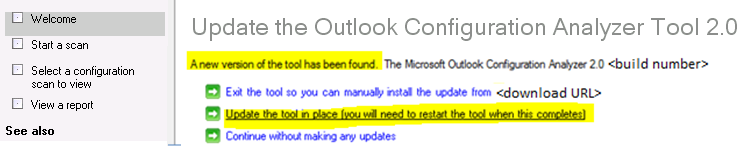 Welcome
Start a scan
Select a configuration
scan to view
View a report
See also
Update the Outlook Configuration Analyzer Tool 2.0
A new version of the tool has been found. The Microsoft Outlook Configuration Analyzer 2.0 <build number>
Exit the tool so you can manually install the update from <download URL>
Update the tool in place (you will need to restart the tool when this completes)
Continue without making any updates